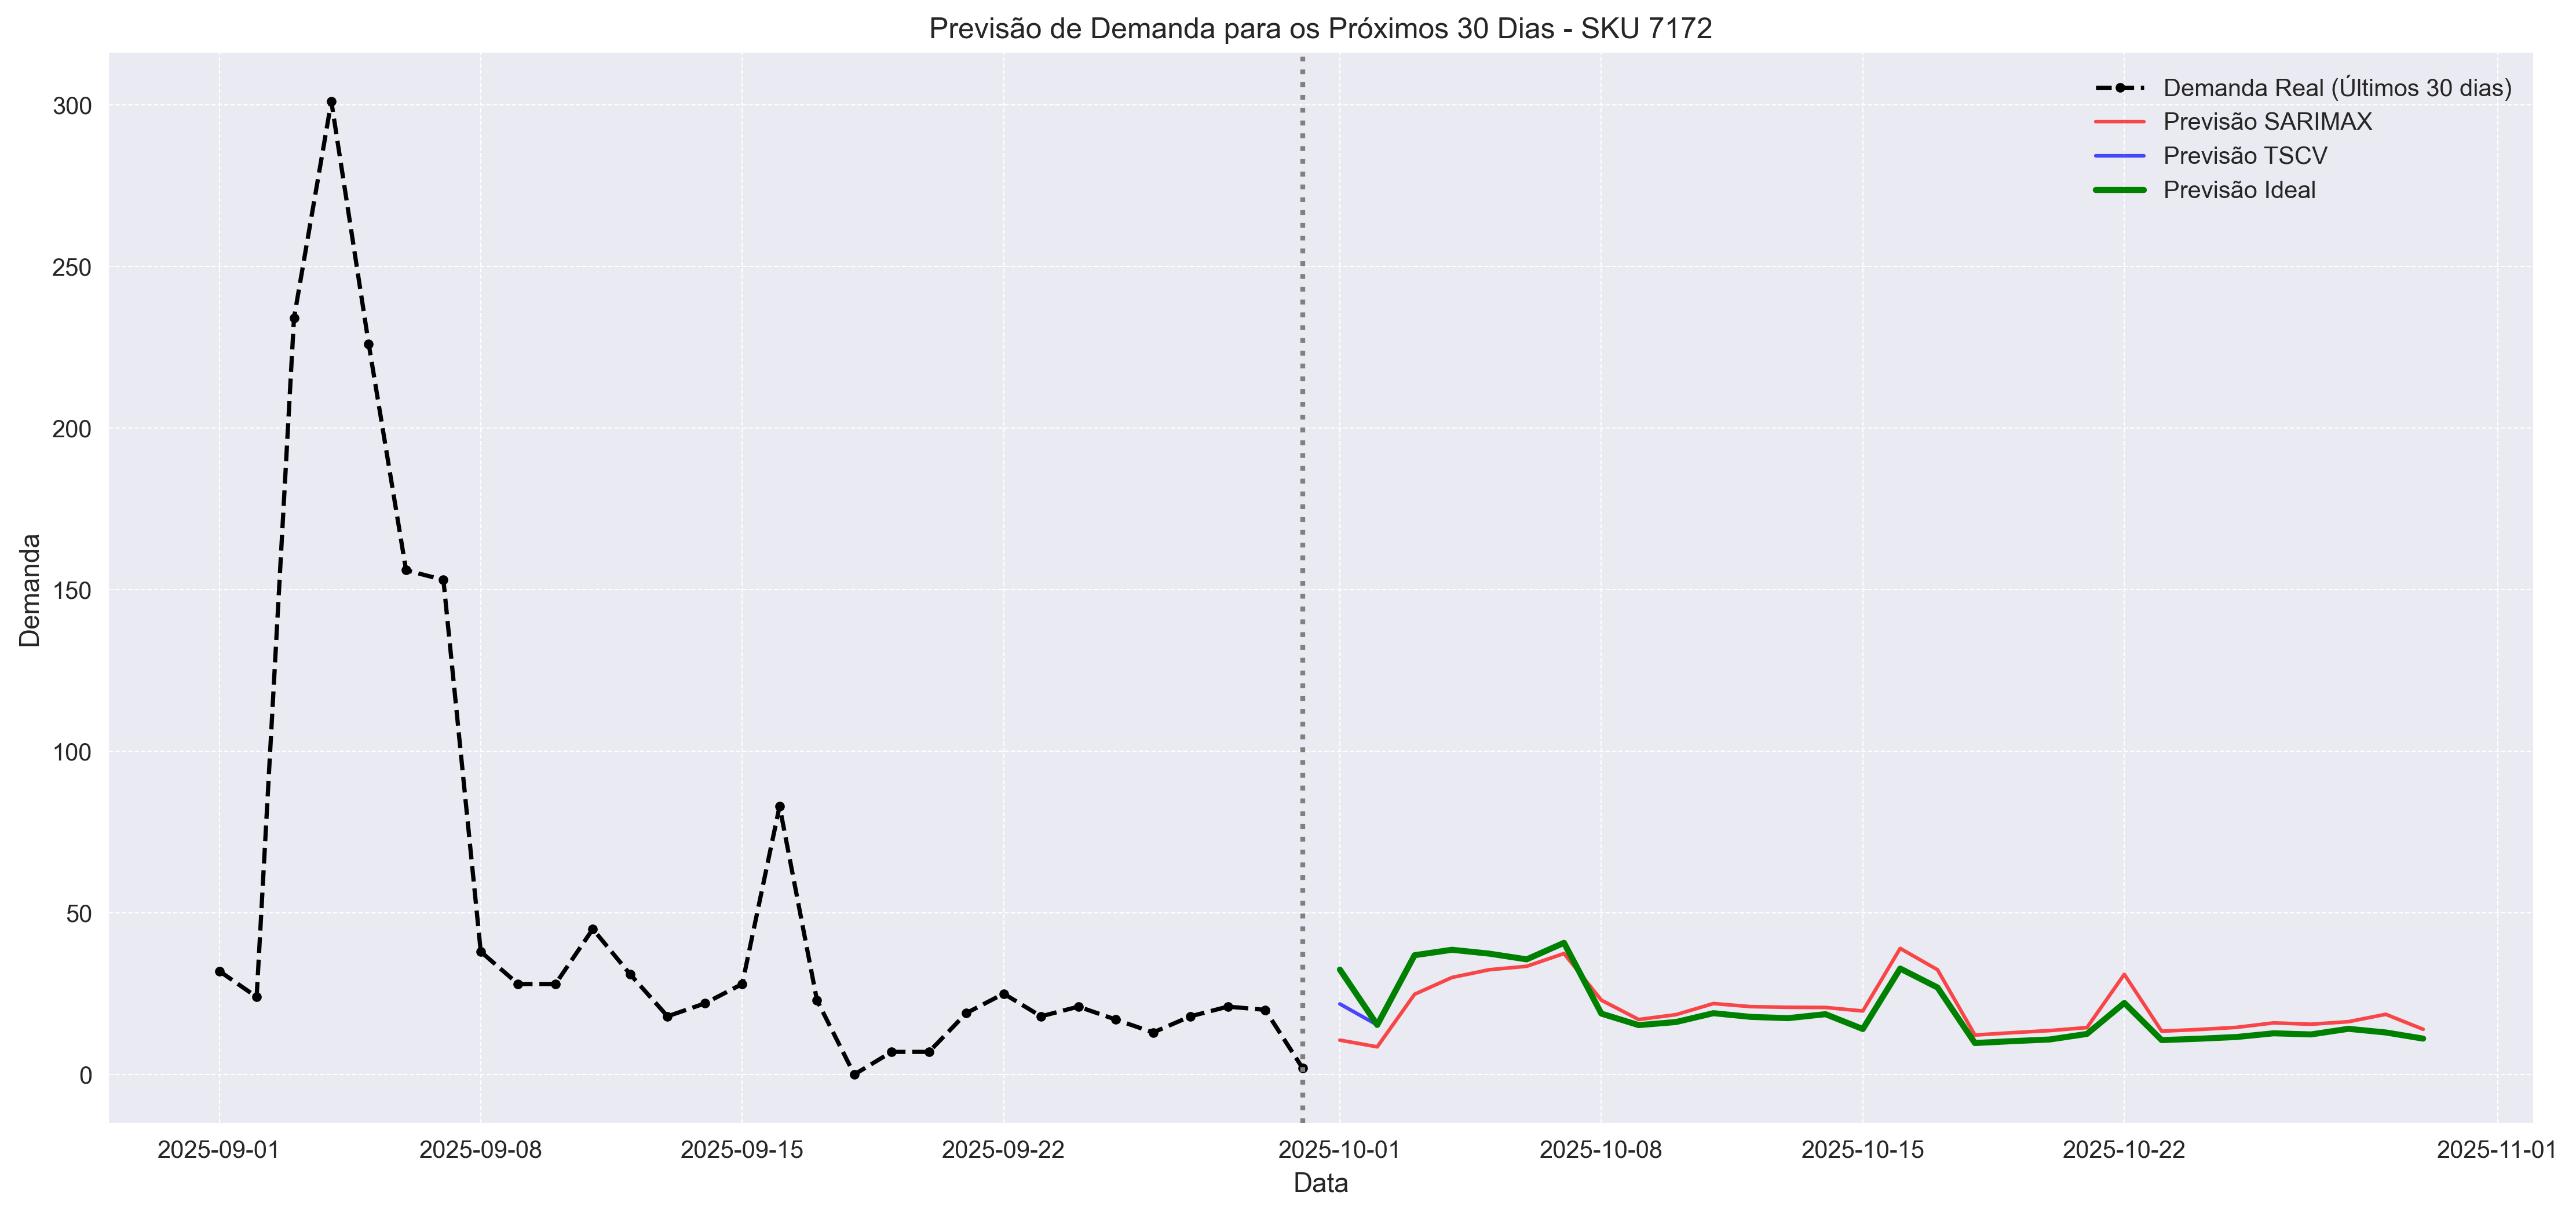 Previsão de Demanda para os Próximos 30 Dias - SKU 7172
Demanda Real (Últimos 30 dias)
Previsão SARIMAX
Previsão TSCV
Previsão Ideal
300
250
200
150
100
50
0
Demanda
2025-09-01
2025-09-08
2025-09-15
2025-09-22
2025-10-01
2025-10-08
2025-10-15
2025-10-22
2025-11-01
Data